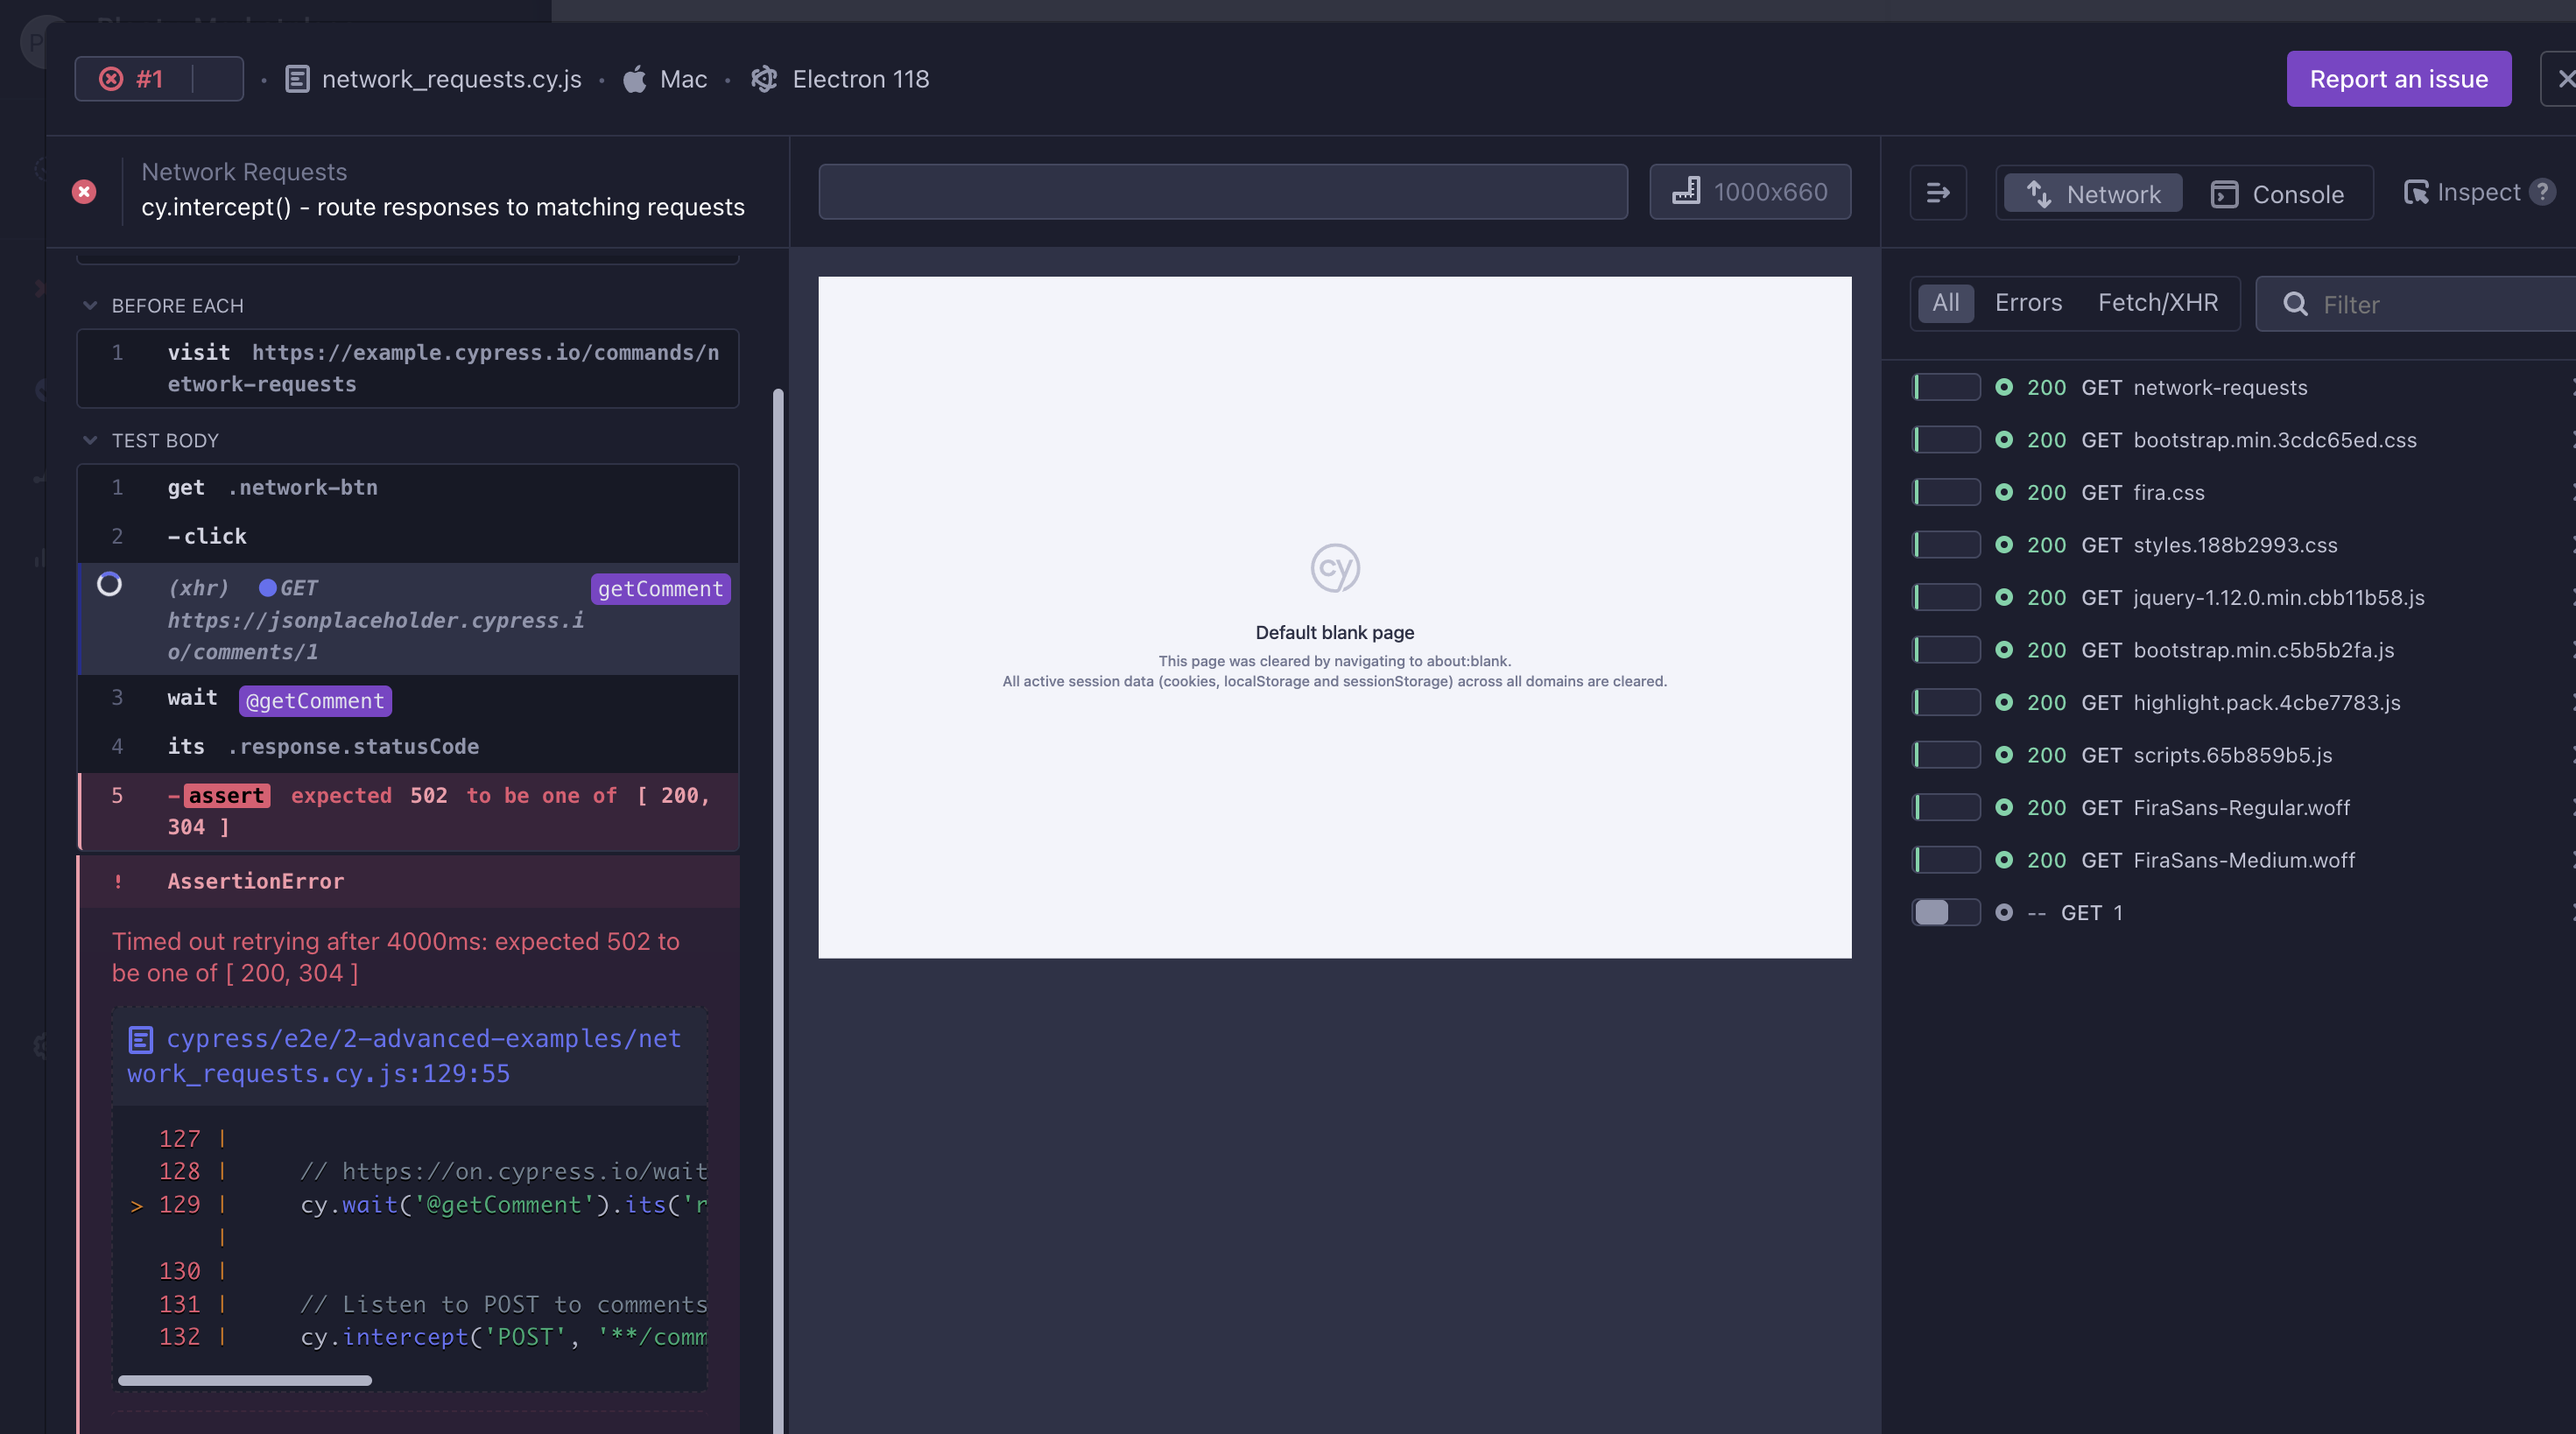 #1 · network_requests.cy.js · Mac · Electron 118
Report an issue
Network Requests
cy.intercept() - route responses to matching requests
BEFORE EACH
1 visit https://example.cypress.io/commands/n
etwork-requests
TEST BODY
1 get .network-btn
2 -click
(xhr) GET getComment
https://jsonplaceholder.cypress.i
o/comments/1
3 wait @getComment
4 its .response.statusCode
5 -assert expected 502 to be one of [ 200,
304 ]
! AssertionError
Timed out retrying after 4000ms: expected 502 to
be one of [ 200, 304 ]
cypress/e2e/2-advanced-examples/net
work_requests.cy.js:129:55
127 |
128 | // https://on.cypress.io/wait
> 129 | cy.wait('@getComment').its('r
|
130 |
131 | // Listen to POST to comments
132 | cy.intercept('POST', '**/comm
1000x660
cy
Default blank page
This page was cleared by navigating to about:blank.
All active session data (cookies, localStorage and sessionStorage) across all domains are cleared.
Network Console Inspect ?
All Errors Fetch/XHR Filter
200 GET network-requests
200 GET bootstrap.min.3cdc65ed.css
200 GET fira.css
200 GET styles.188b2993.css
200 GET jquery-1.12.0.min.cbb11b58.js
200 GET bootstrap.min.c5b5b2fa.js
200 GET highlight.pack.4cbe7783.js
200 GET scripts.65b859b5.js
200 GET FiraSans-Regular.woff
200 GET FiraSans-Medium.woff
-- GET 1